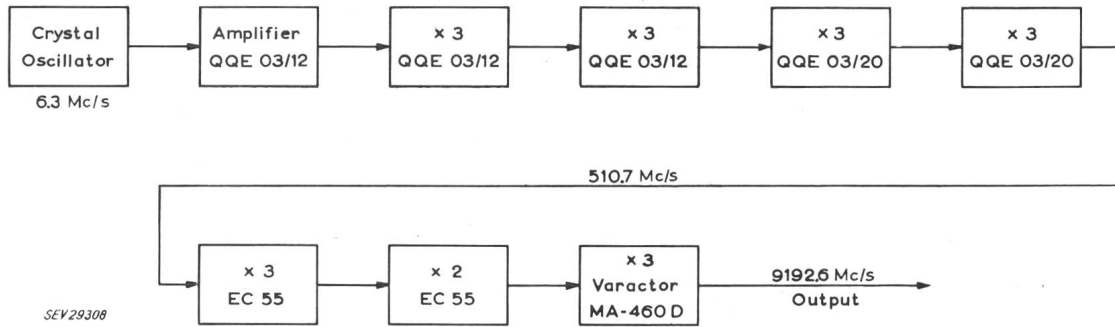 Crystal
Oscillator
6.3 Mc/s
Amplifier
QQE 03/12
× 3
QQE 03/12
× 3
QQE 03/12
× 3
QQE 03/20
× 3
QQE 03/20
510.7 Mc/s
× 3
EC 55
× 2
EC 55
× 3
Varactor
MA-460 D
9192.6 Mc/s
Output
SEV29308